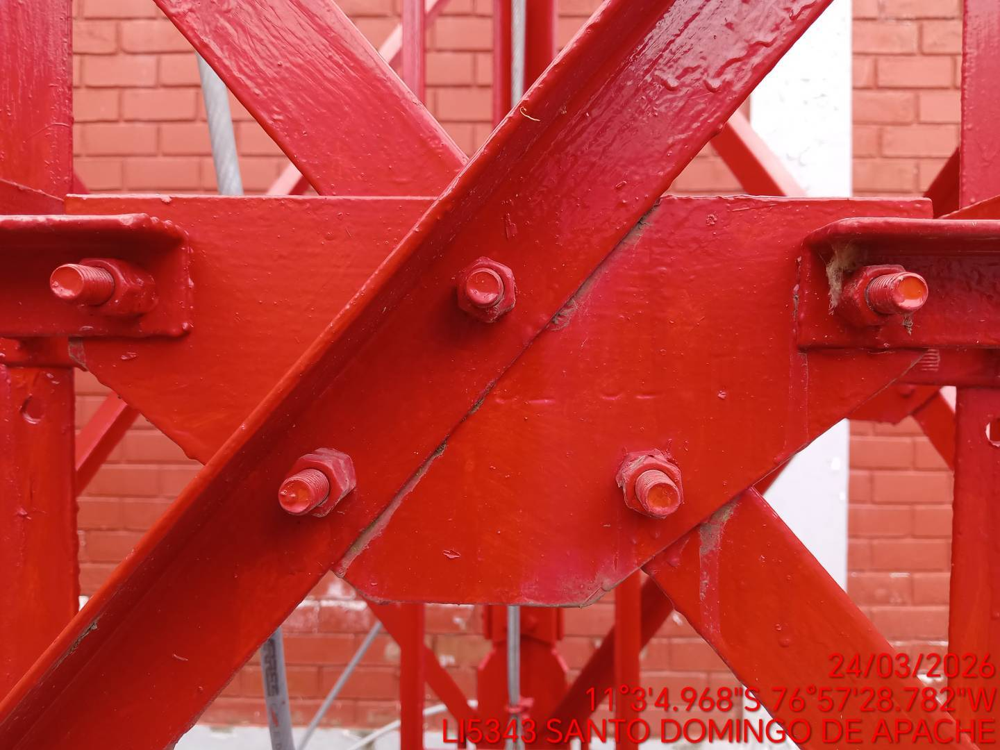 24/03/2026
11°3'4.968"S 76°57'28.782"W
LI5343 SANTO DOMINGO DE APACHE